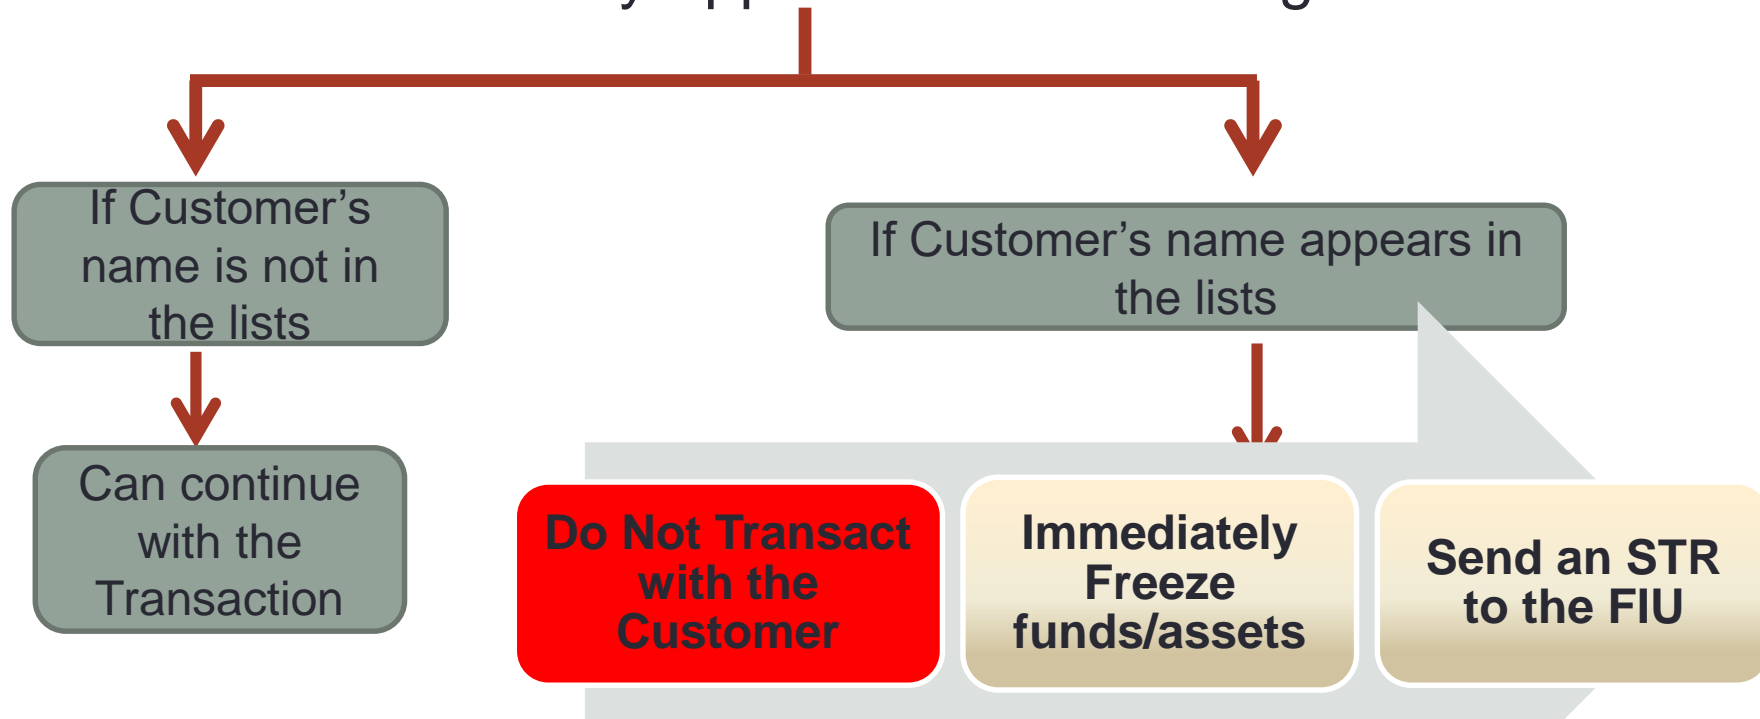 If Customer’s
name is not in
the lists
If Customer’s name appears in
the lists
Can continue
with the
Transaction
Do Not Transact
with the
Customer
Immediately
Freeze
funds/assets
Send an STR
to the FIU